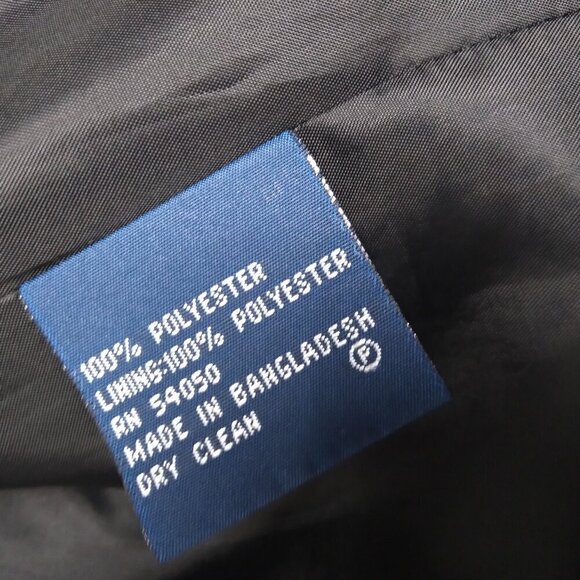 100% POLYESTER
LINING:100% POLYESTER
RN 54050
MADE IN BANGLADESH
DRY CLEAN Ⓟ